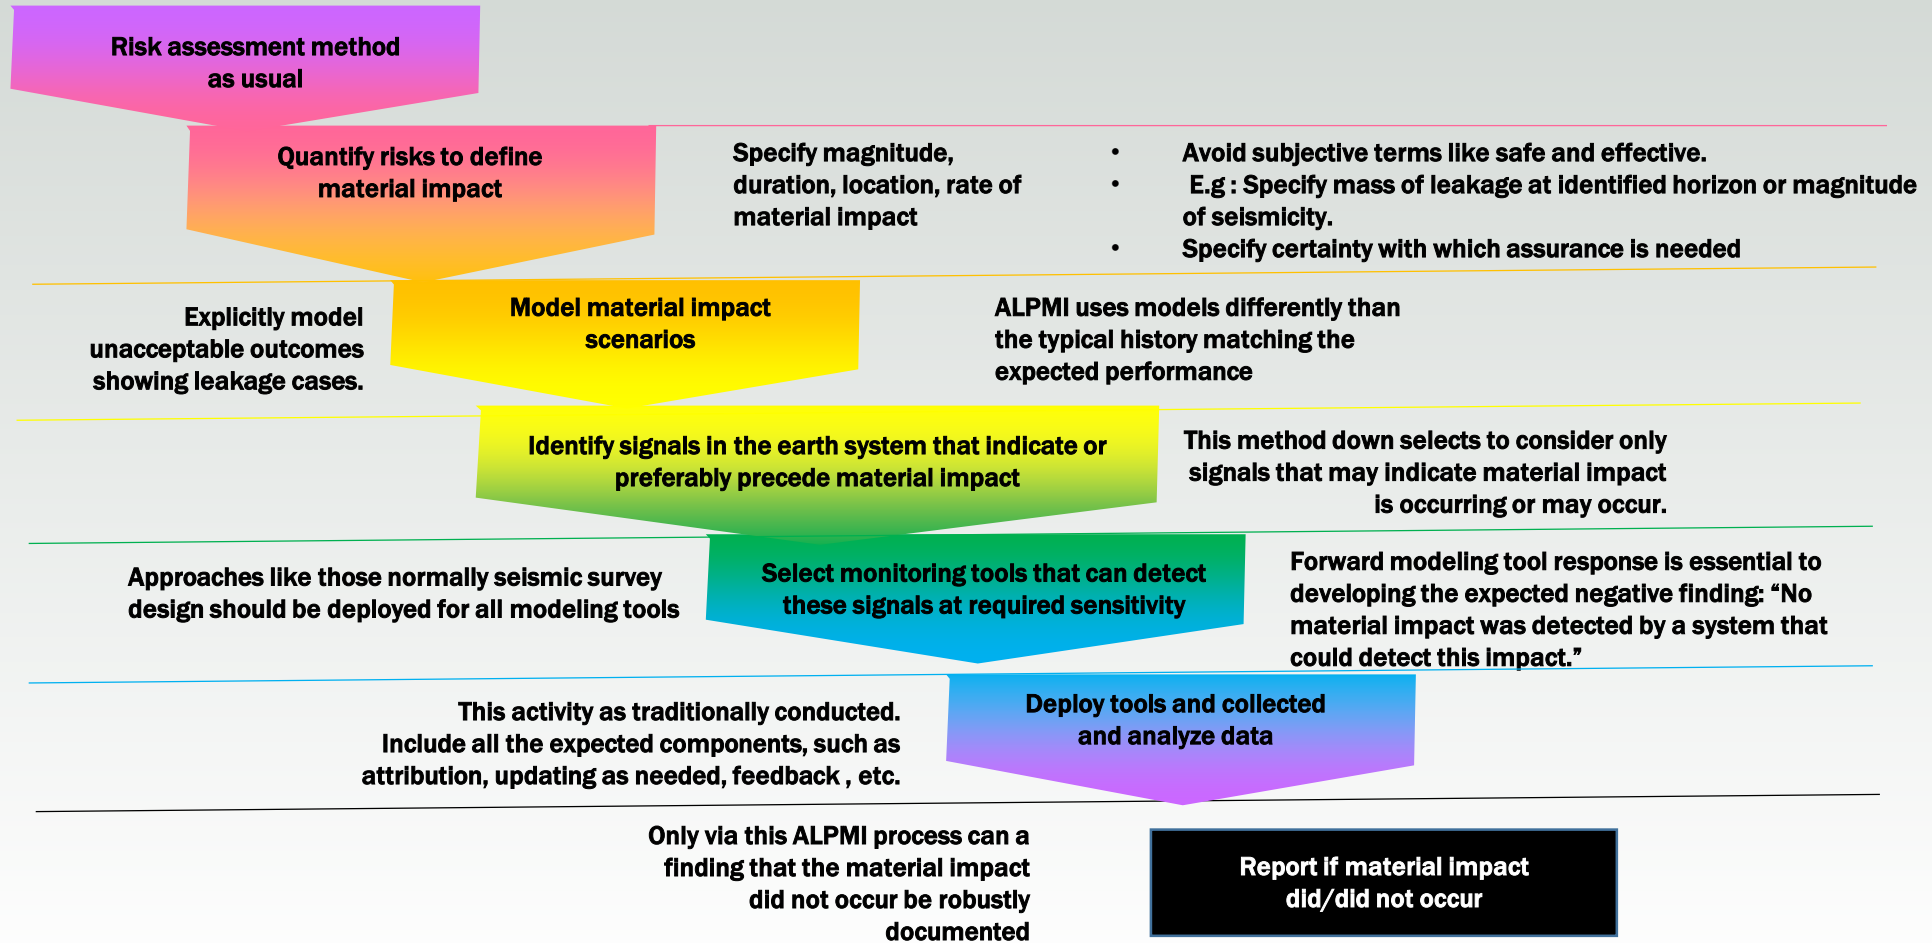 Risk assessment method
as usual
Quantify risks to define
material impact
Specify magnitude,
duration, location, rate of
material impact
• Avoid subjective terms like safe and effective.
• E.g : Specify mass of leakage at identified horizon or magnitude
of seismicity.
• Specify certainty with which assurance is needed
Explicitly model
unacceptable outcomes
showing leakage cases.
Model material impact
scenarios
ALPMI uses models differently than
the typical history matching the
expected performance
Identify signals in the earth system that indicate or
preferably precede material impact
This method down selects to consider only
signals that may indicate material impact
is occurring or may occur.
Approaches like those normally seismic survey
design should be deployed for all modeling tools
Select monitoring tools that can detect
these signals at required sensitivity
Forward modeling tool response is essential to
developing the expected negative finding: “No
material impact was detected by a system that
could detect this impact.”
This activity as traditionally conducted.
Include all the expected components, such as
attribution, updating as needed, feedback , etc.
Deploy tools and collected
and analyze data
Only via this ALPMI process can a
finding that the material impact
did not occur be robustly
documented
Report if material impact
did/did not occur